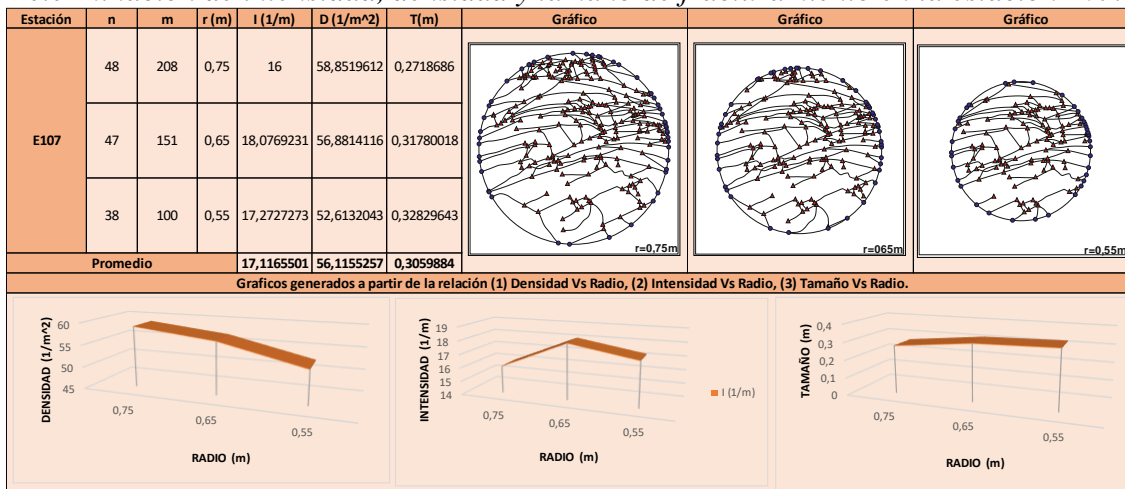 Estación n m r (m) I (1/m) D (1/m^2) T(m) Gráfico Gráfico Gráfico
E107
48 208 0,75 16 58,8519612 0,2718686
47 151 0,65 18,0769231 56,8814116 0,31780018
38 100 0,55 17,2727273 52,6132043 0,32829643
r=0,75m r=065m r=0,55m
Promedio 17,1165501 56,1155257 0,3059884
Graficos generados a partir de la relación (1) Densidad Vs Radio, (2) Intensidad Vs Radio, (3) Tamaño Vs Radio.
DENSIDAD (1/m^2)
60
55
50
45
0,75
0,65
0,55
RADIO (m)
INTENSIDAD (1/m)
19
18
17
16
15
14
0,75
0,65
0,55
RADIO (m)
I (1/m)
TAMAÑO (m)
0,4
0,3
0,2
0,1
0
0,75
0,65
0,55
RADIO (m)